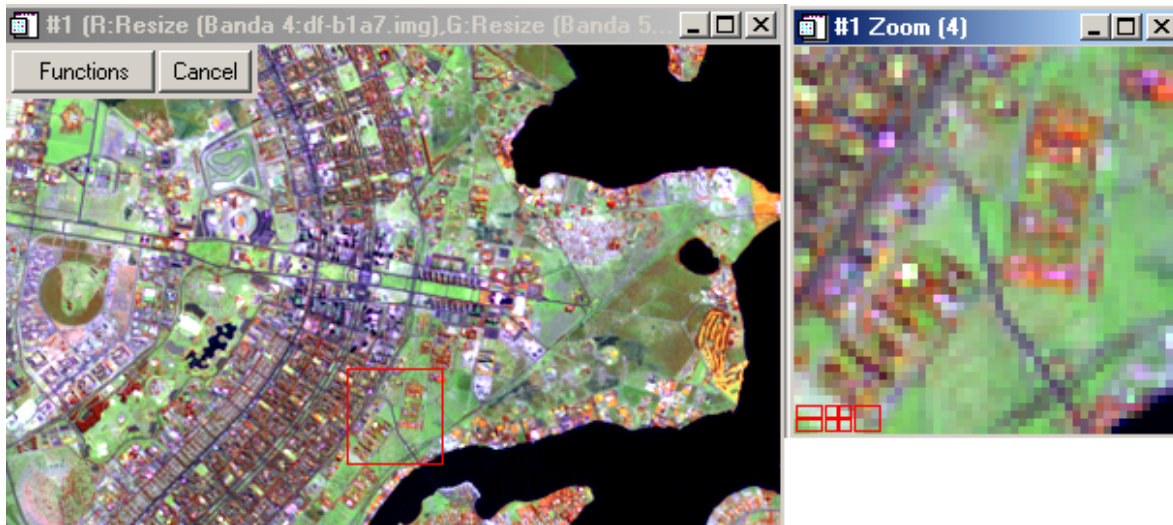 #1 (R:Resize (Banda 4:df-b1a7.img),G:Resize (Banda 5...
Functions Cancel
#1 Zoom (4)